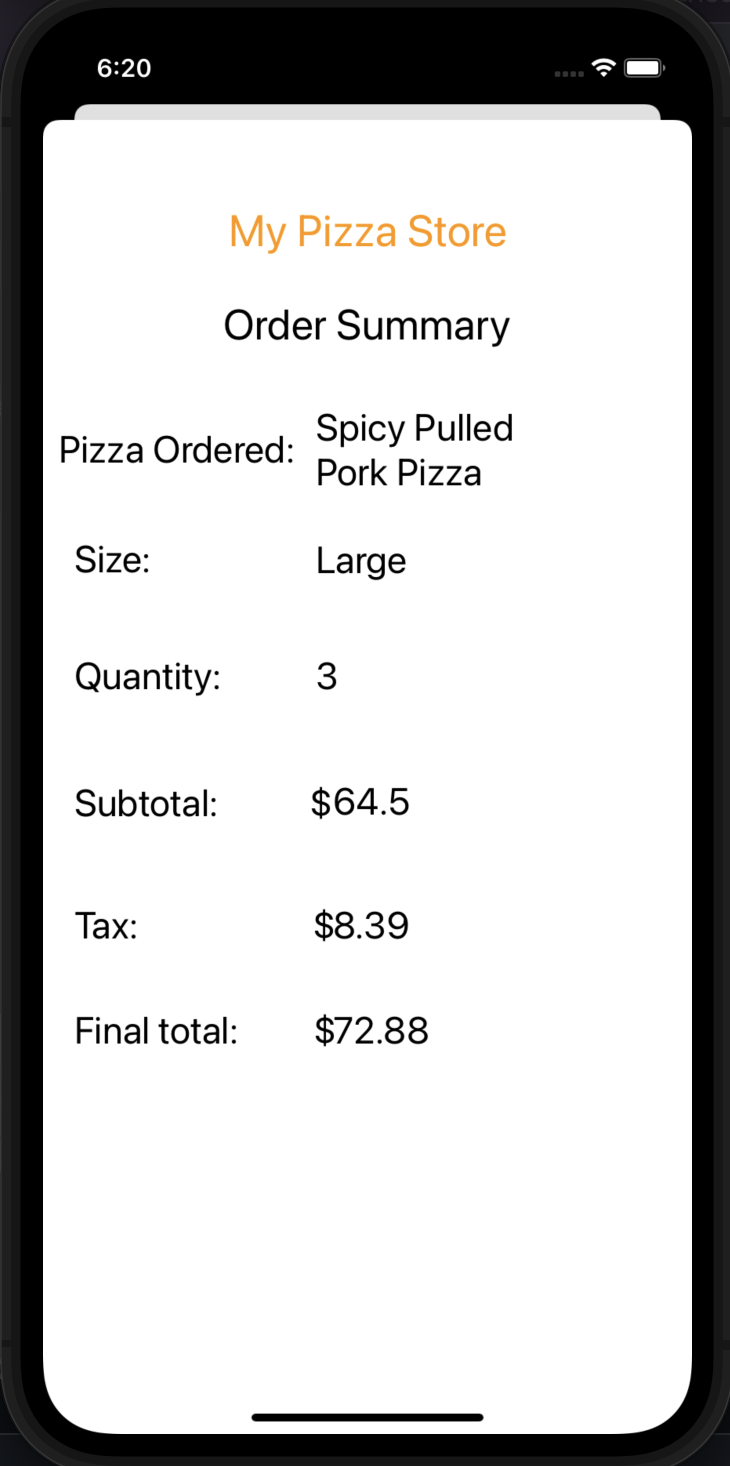 6:20
My Pizza Store
Order Summary
Pizza Ordered: Spicy Pulled
Pork Pizza
Size: Large
Quantity: 3
Subtotal: $64.5
Tax: $8.39
Final total: $72.88